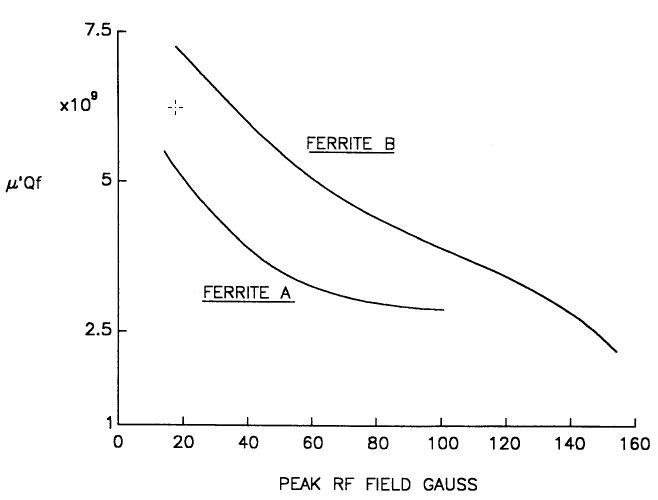 7.5
x10⁹
FERRITE B
5
μ'Qf
FERRITE A
2.5
1
0 20 40 60 80 100 120 140 160
PEAK RF FIELD GAUSS